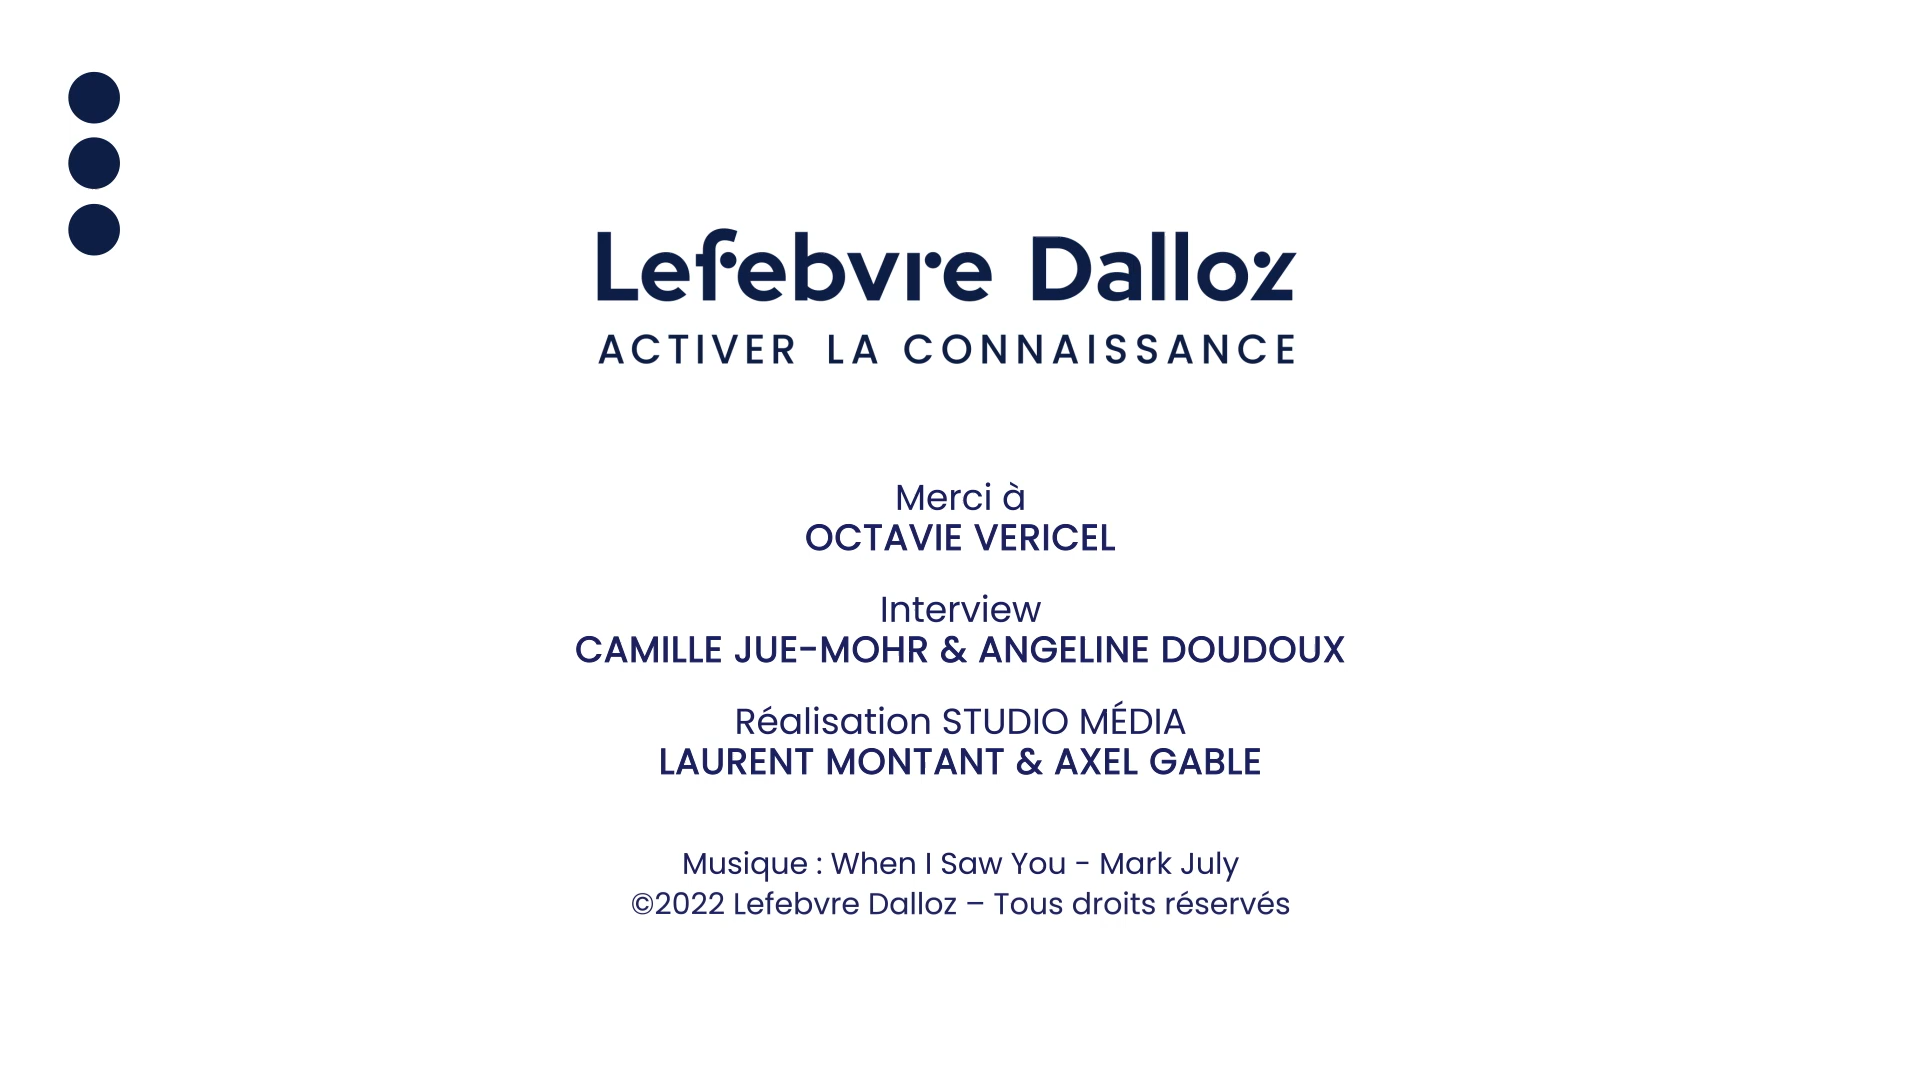 Lefebvre Dalloz
ACTIVER LA CONNAISSANCE
Merci à
OCTAVIE VERICEL
Interview
CAMILLE JUE-MOHR & ANGELINE DOUDOUX
Réalisation STUDIO MÉDIA
LAURENT MONTANT & AXEL GABLE
Musique : When I Saw You - Mark July
©2022 Lefebvre Dalloz – Tous droits réservés